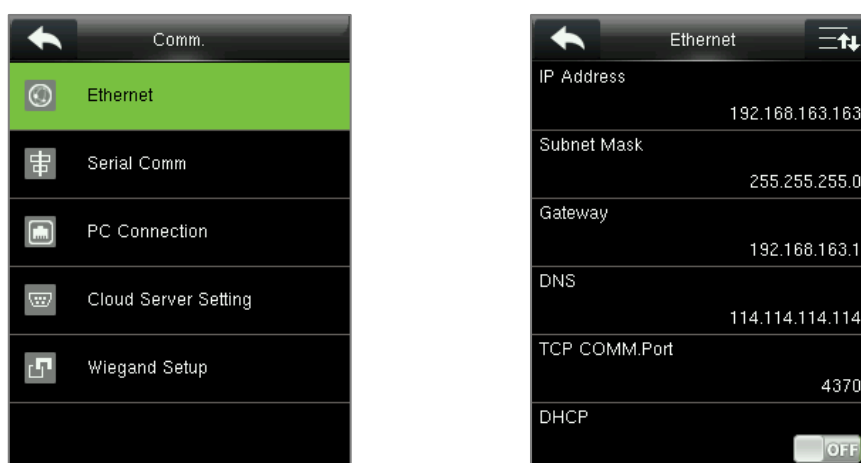 Comm.
Ethernet
Serial Comm
PC Connection
Cloud Server Setting
Wiegand Setup
Ethernet
IP Address
192.168.163.163
Subnet Mask
255.255.255.0
Gateway
192.168.163.1
DNS
114.114.114.114
TCP COMM.Port
4370
DHCP
OFF